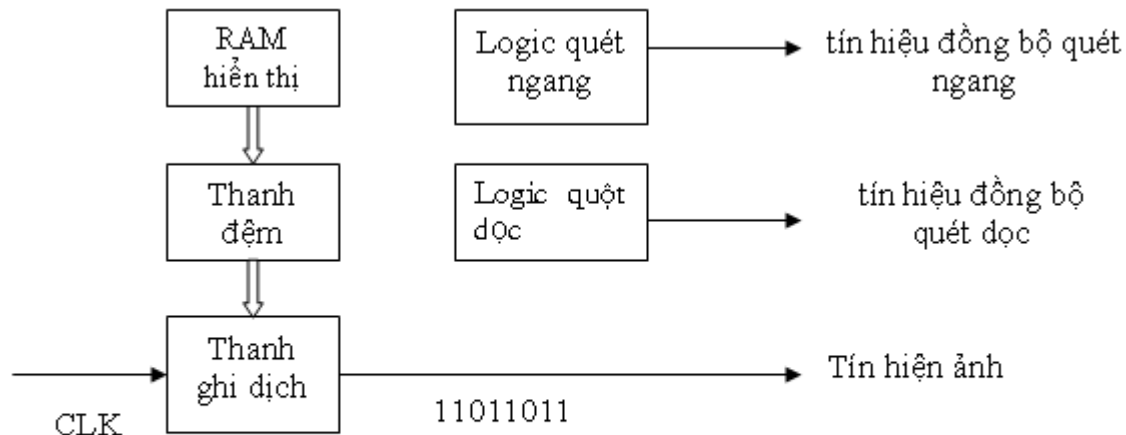 RAM
hiển thị
Logic quét
ngang
tín hiệu đồng bộ quét
ngang
Thanh
đệm
Logic quột
dọc
tín hiệu đồng bộ
quét dọc
Thanh
ghi dịch
Tín hiện ảnh
CLK
11011011